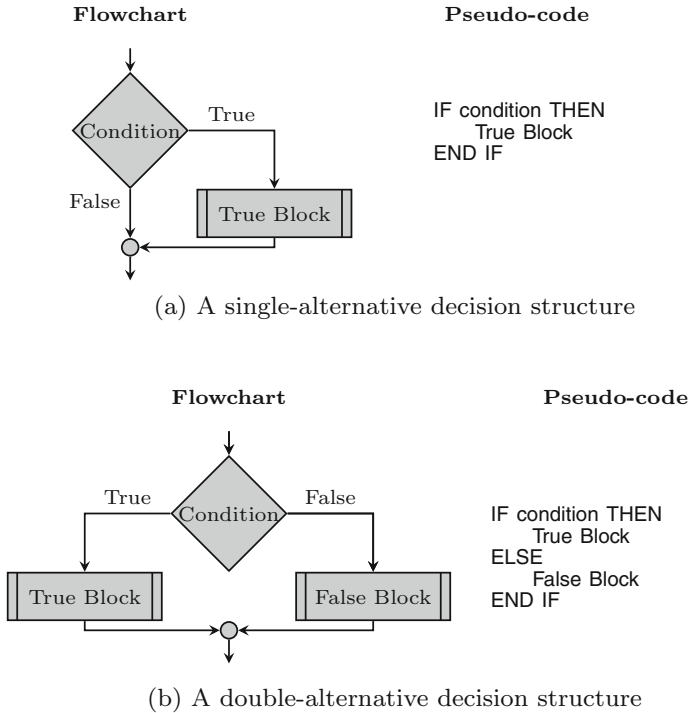 Flowchart
Pseudo-code
Condition
True
False
True Block
IF condition THEN
True Block
END IF
(a) A single-alternative decision structure
Flowchart
Pseudo-code
True
False
Condition
True Block
False Block
IF condition THEN
True Block
ELSE
False Block
END IF
(b) A double-alternative decision structure